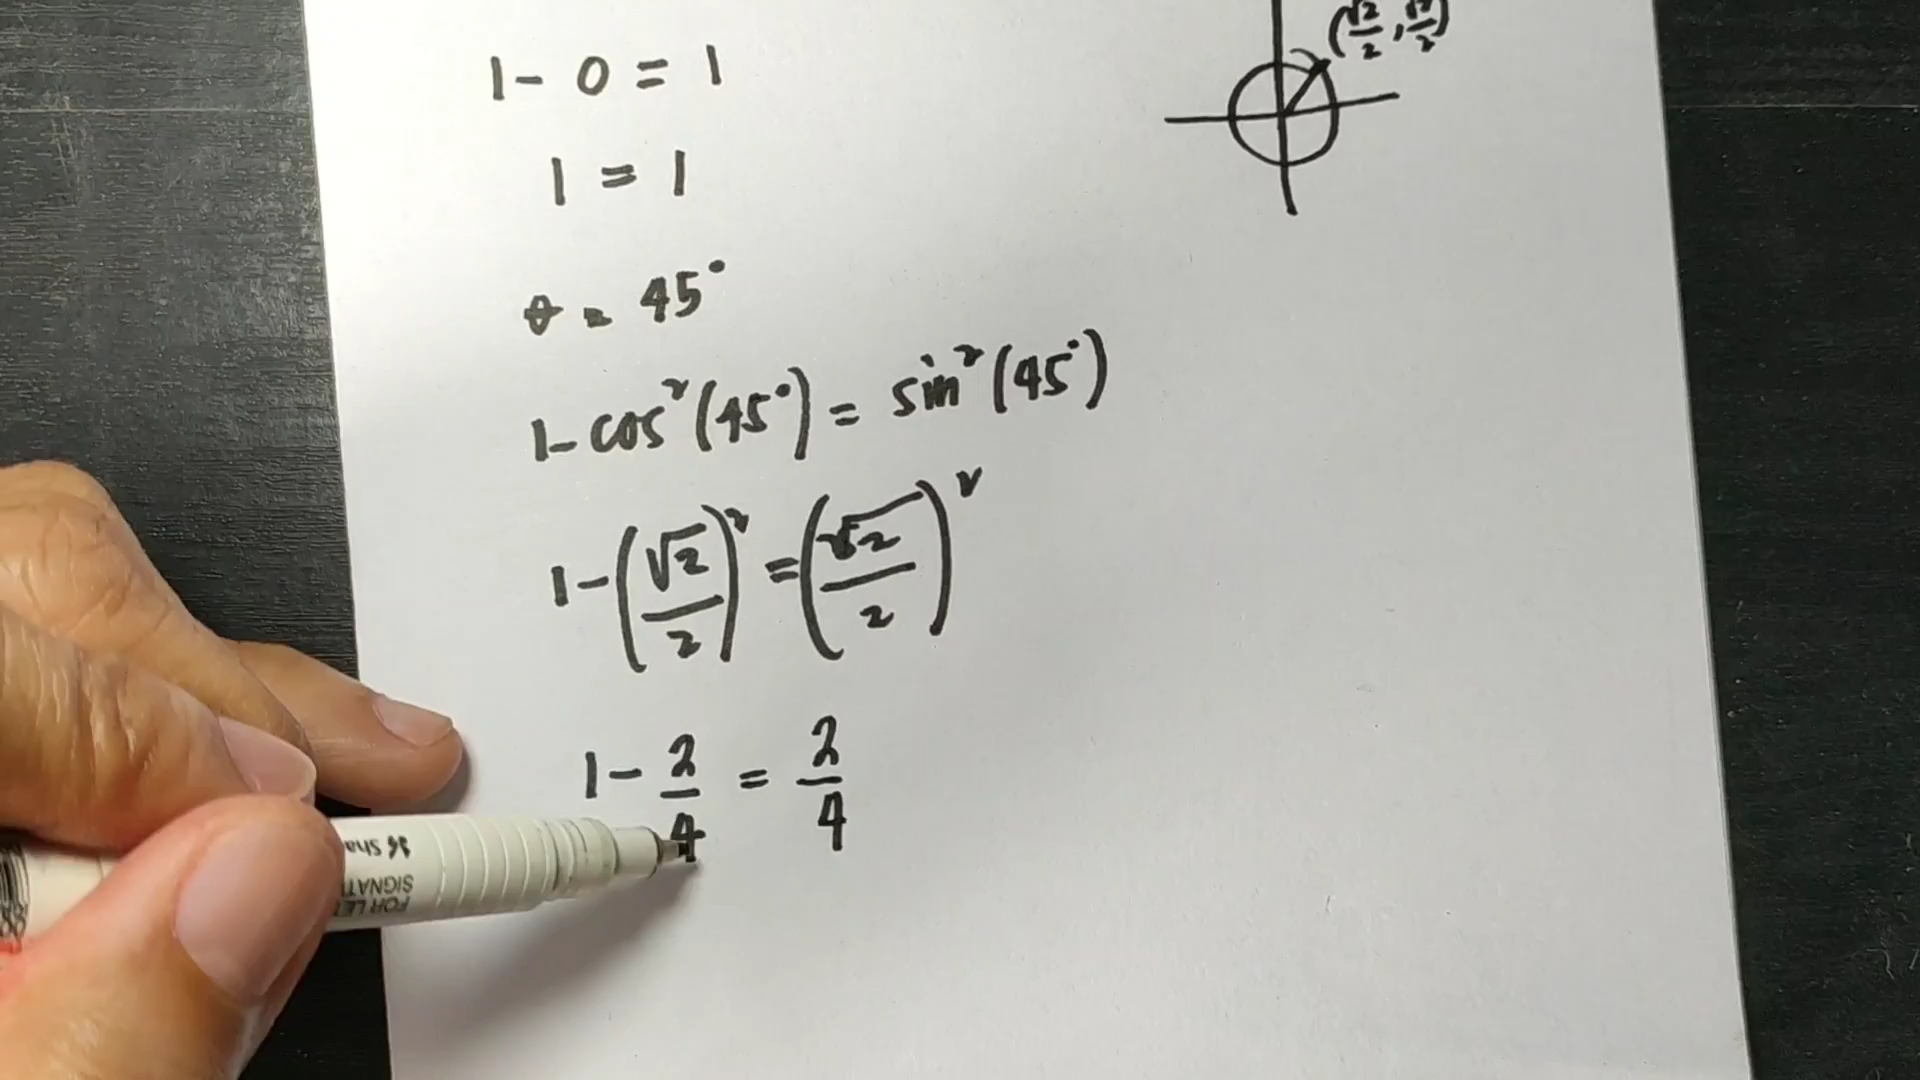 1 - 0 = 1
(√2/2, √2/2)
1 = 1
θ = 45°
1 - cos²(45°) = sin²(45°)
1 - (√2/2)² = (√2/2)²
1 - 2/4 = 2/4